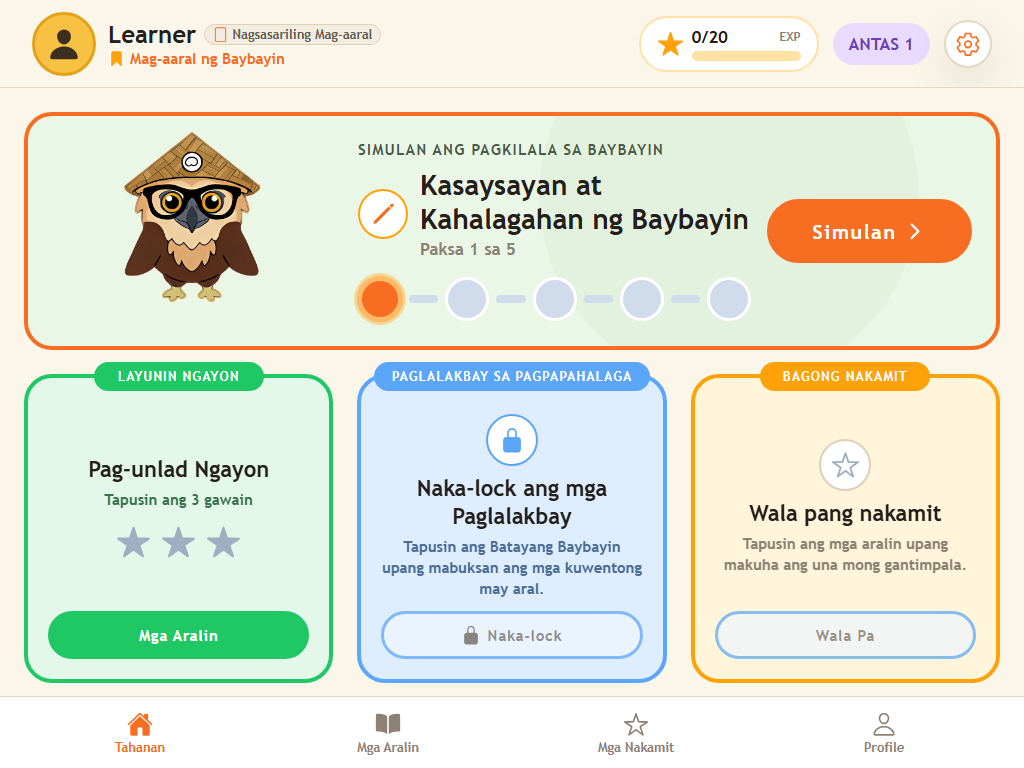 Learner
Nagsasariling Mag-aaral
Mag-aaral ng Baybayin
0/20
EXP
ANTAS 1
SIMULAN ANG PAGKILALA SA BAYBAYIN
Kasaysayan at
Kahalagahan ng Baybayin
Paksa 1 sa 5
Simulan
LAYUNIN NGAYON
Pag-unlad Ngayon
Tapusin ang 3 gawain
Mga Aralin
PAGLALAKBAY SA PAGPAPAHALAGA
Naka-lock ang mga
Paglalakbay
Tapusin ang Batayang Baybayin
upang mabuksan ang mga kuwentong
may aral.
Naka-lock
BAGONG NAKAMIT
Wala pang nakamit
Tapusin ang mga aralin upang
makuha ang una mong gantimpala.
Wala Pa
Tahanan
Mga Aralin
Mga Nakamit
Profile